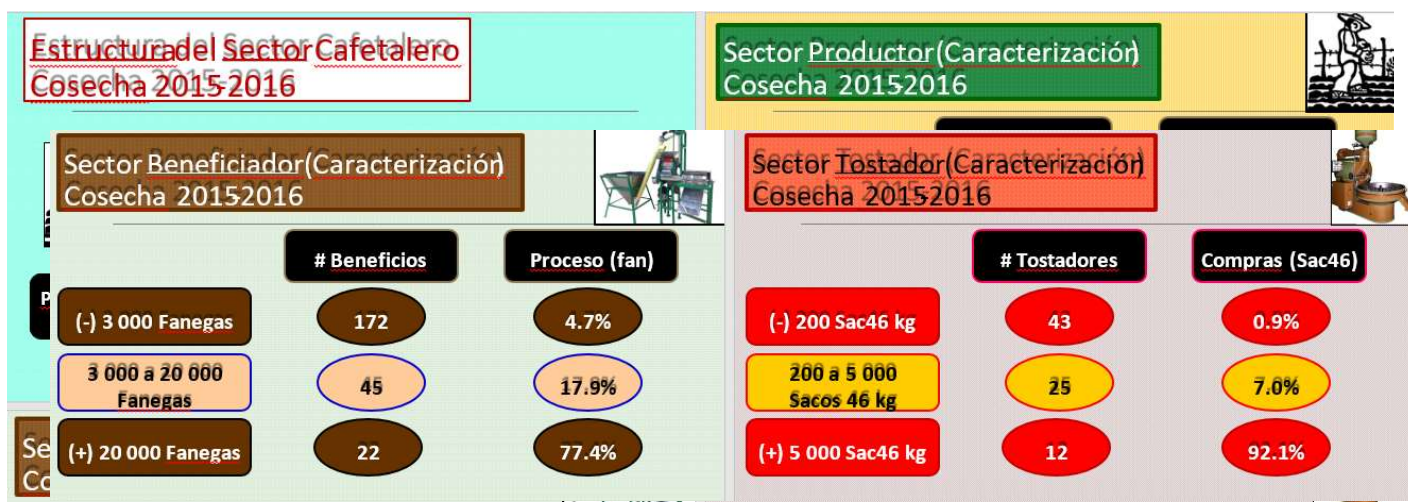 Estructura del Sector Cafetalero
Cosecha 2015-2016
Sector Productor (Caracterización)
Cosecha 2015-2016
Sector Beneficiador (Caracterización)
Cosecha 2015-2016
# Beneficios
Proceso (fan)
(-) 3 000 Fanegas
172
4.7%
3 000 a 20 000
Fanegas
45
17.9%
(+) 20 000 Fanegas
22
77.4%
Sector Tostador (Caracterización)
Cosecha 2015-2016
# Tostadores
Compras (Sac46)
(-) 200 Sac46 kg
43
0.9%
200 a 5 000
Sacos 46 kg
25
7.0%
(+) 5 000 Sac46 kg
12
92.1%
P
Se
Co